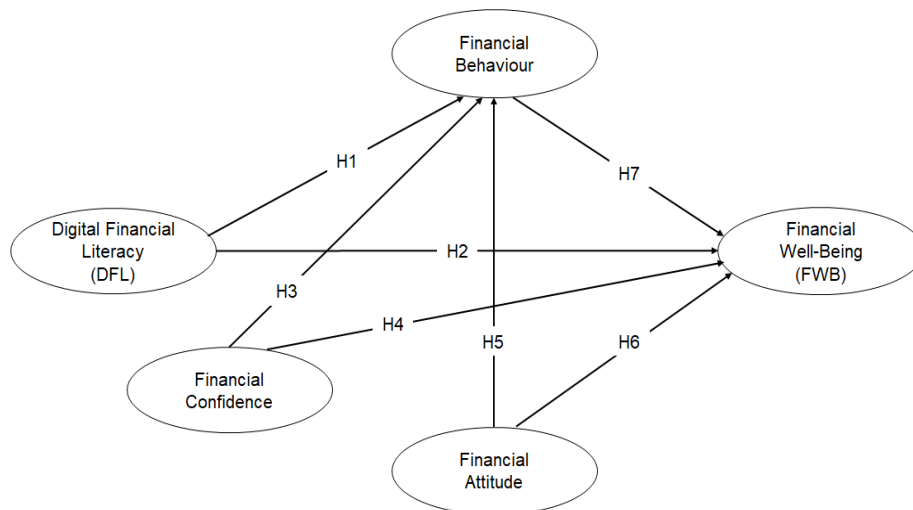 Financial
Behaviour
H1
H7
Digital Financial
Literacy
(DFL)
H2
Financial
Well-Being
(FWB)
H3
H4
H5
H6
Financial
Confidence
Financial
Attitude